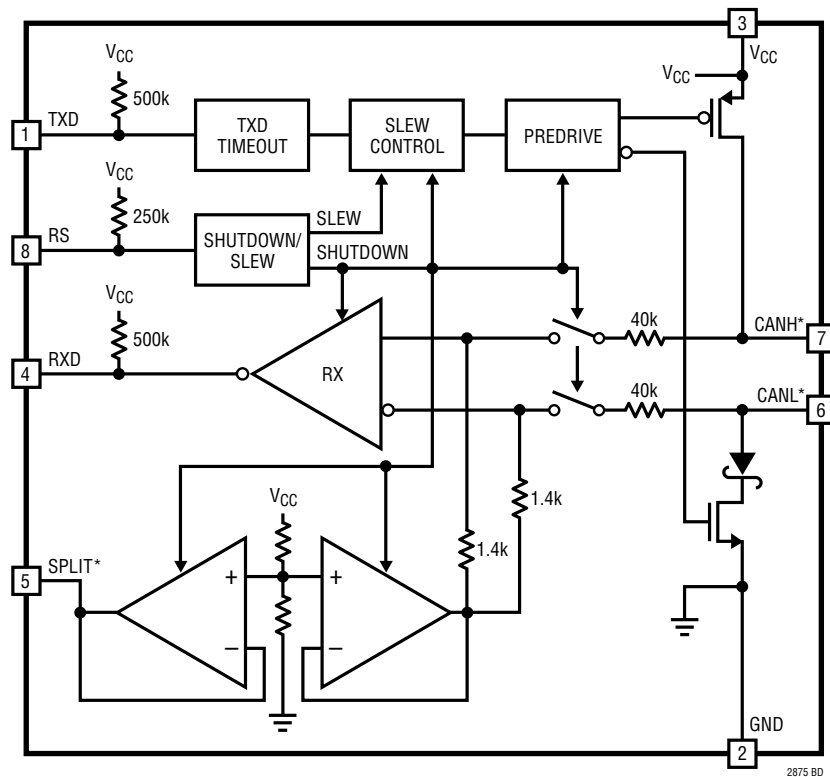 3
VCC
VCC
VCC
500k
TXD
1
TXD
TIMEOUT
SLEW
CONTROL
PREDRIVE
VCC
250k
RS
8
SHUTDOWN/
SLEW
SLEW
SHUTDOWN
VCC
500k
RXD
4
RX
40k
CANH*
7
40k
CANL*
6
1.4k
1.4k
VCC
SPLIT*
5
+
–
+
–
GND
2
2875 BD